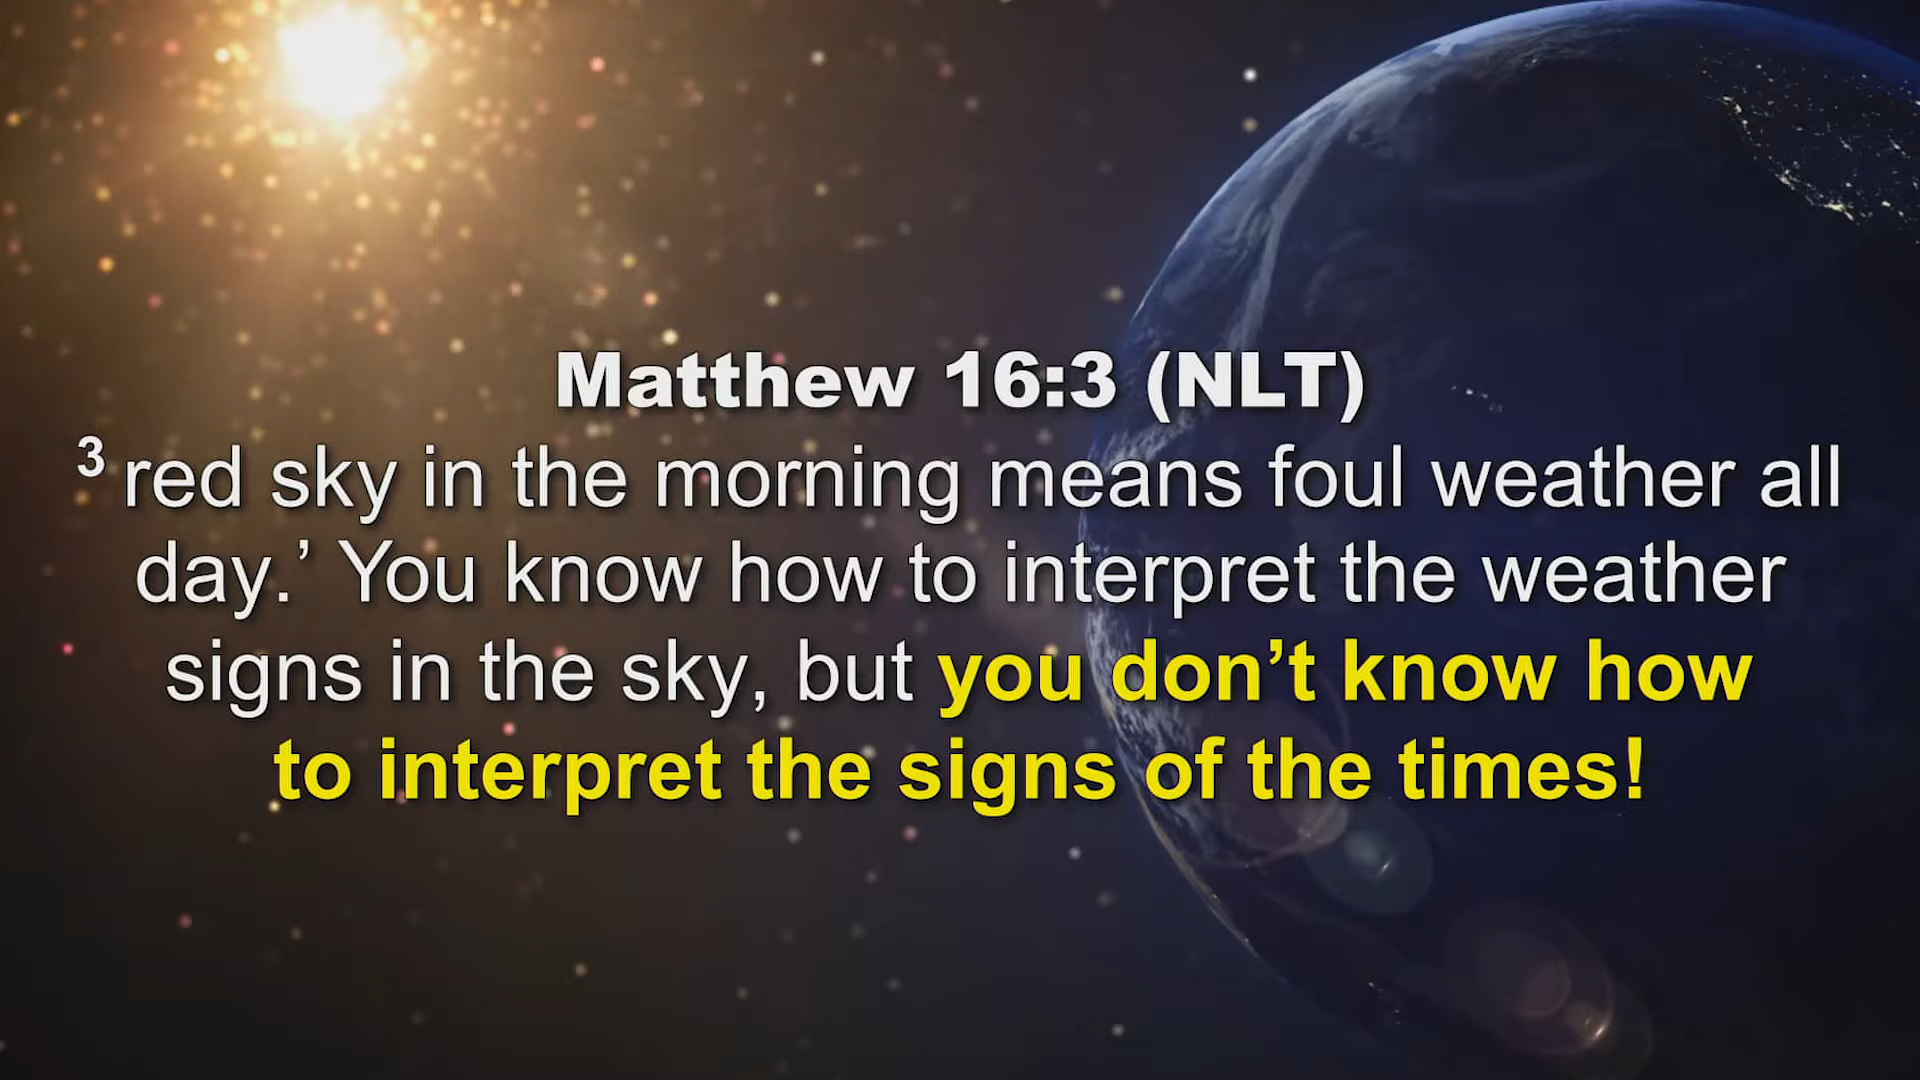 Matthew 16:3 (NLT)
3 red sky in the morning means foul weather all
day.’ You know how to interpret the weather
signs in the sky, but you don’t know how
to interpret the signs of the times!